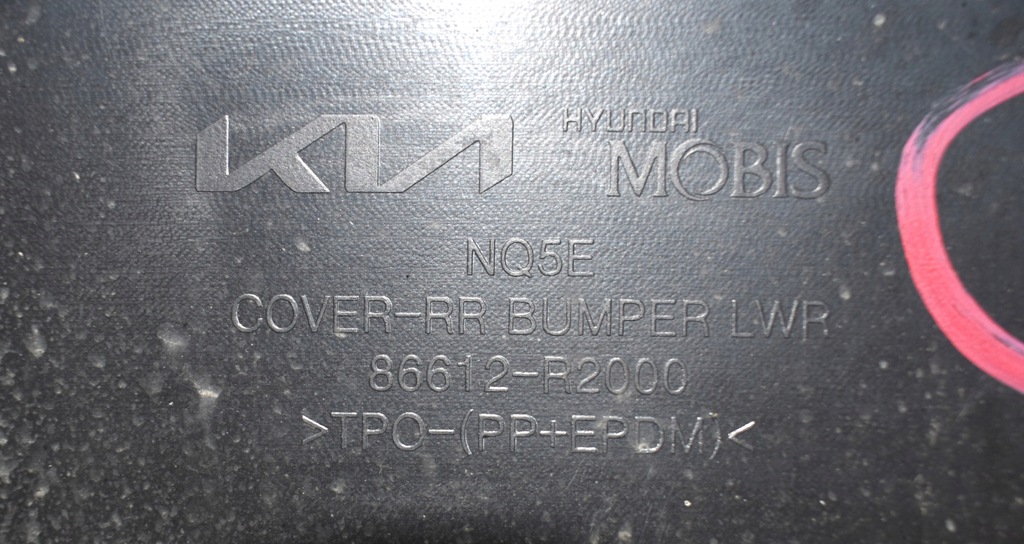 KIA HYUNDAI MOBIS
NQ5E
COVER-RR BUMPER LWR
86612-R2000
>TPO-(PP+EPDM)<